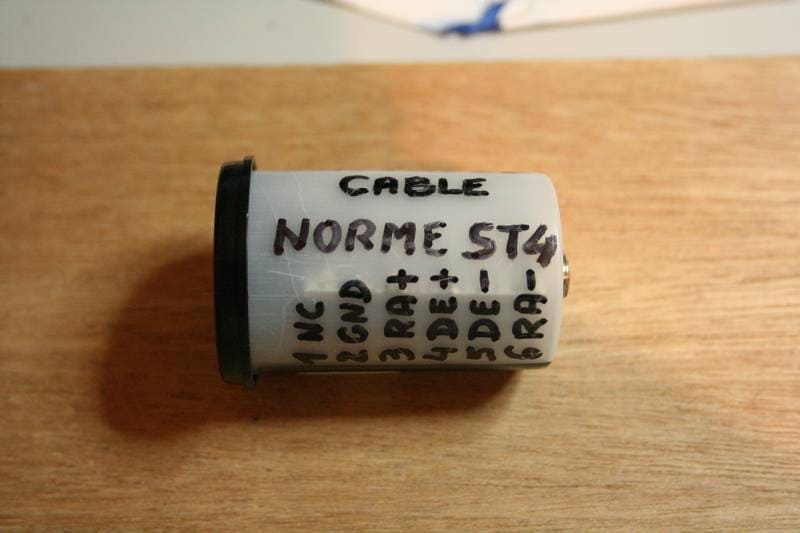 CABLE
NORME ST4
1 NC
2 GND
3 RA+
4 DE+
5 DE-
6 RA-